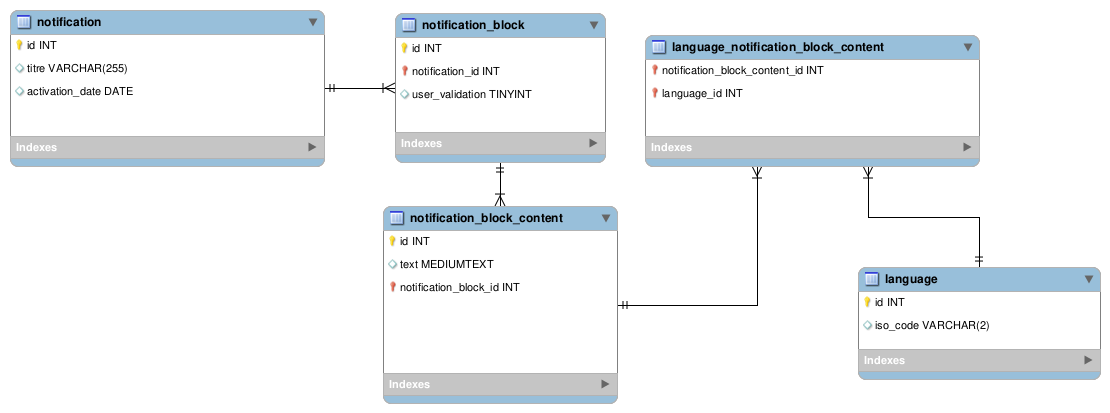 notification
id INT
titre VARCHAR(255)
activation_date DATE
Indexes
notification_block
id INT
notification_id INT
user_validation TINYINT
Indexes
language_notification_block_content
notification_block_content_id INT
language_id INT
Indexes
notification_block_content
id INT
text MEDIUMTEXT
notification_block_id INT
Indexes
language
id INT
iso_code VARCHAR(2)
Indexes